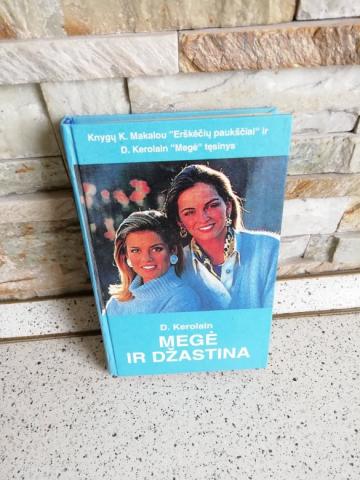 Knygų K. Makalou "Erškėčių paukščiai" ir
D. Kerolain "Megė" tęsinys
D. Kerolain
MEGĖ
IR DŽASTINA